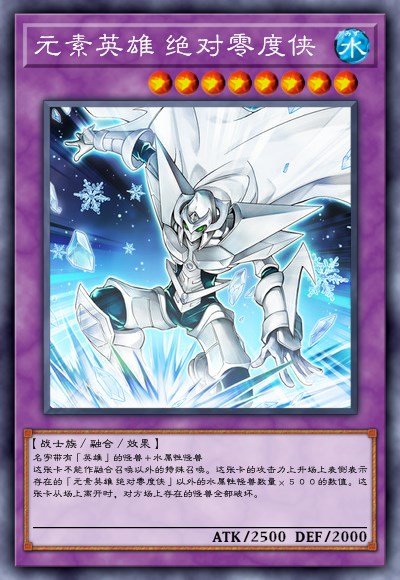 元素英雄 绝对零度侠
水
【战士族／融合／效果】
名字带有「英雄」的怪兽＋水属性怪兽
这张卡不能作融合召唤以外的特殊召唤。这张卡的攻击力上升场上表侧表示
存在的「元素英雄 绝对零度侠」以外的水属性怪兽数量×５００的数值。这
张卡从场上离开时，对方场上存在的怪兽全部破坏。
ATK/2500 DEF/2000